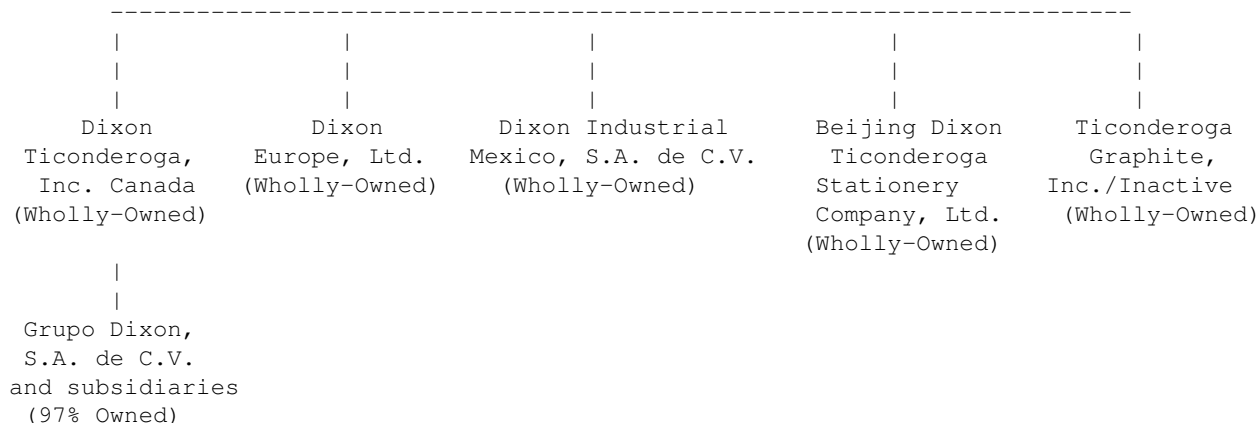 Dixon Dixon Dixon Industrial Beijing Dixon Ticonderoga
Ticonderoga, Europe, Ltd. Mexico, S.A. de C.V. Ticonderoga Graphite,
Inc. Canada (Wholly-Owned) (Wholly-Owned) Stationery Inc./Inactive
(Wholly-Owned) Company, Ltd. (Wholly-Owned)
(Wholly-Owned)
Grupo Dixon,
S.A. de C.V.
and subsidiaries
(97% Owned)